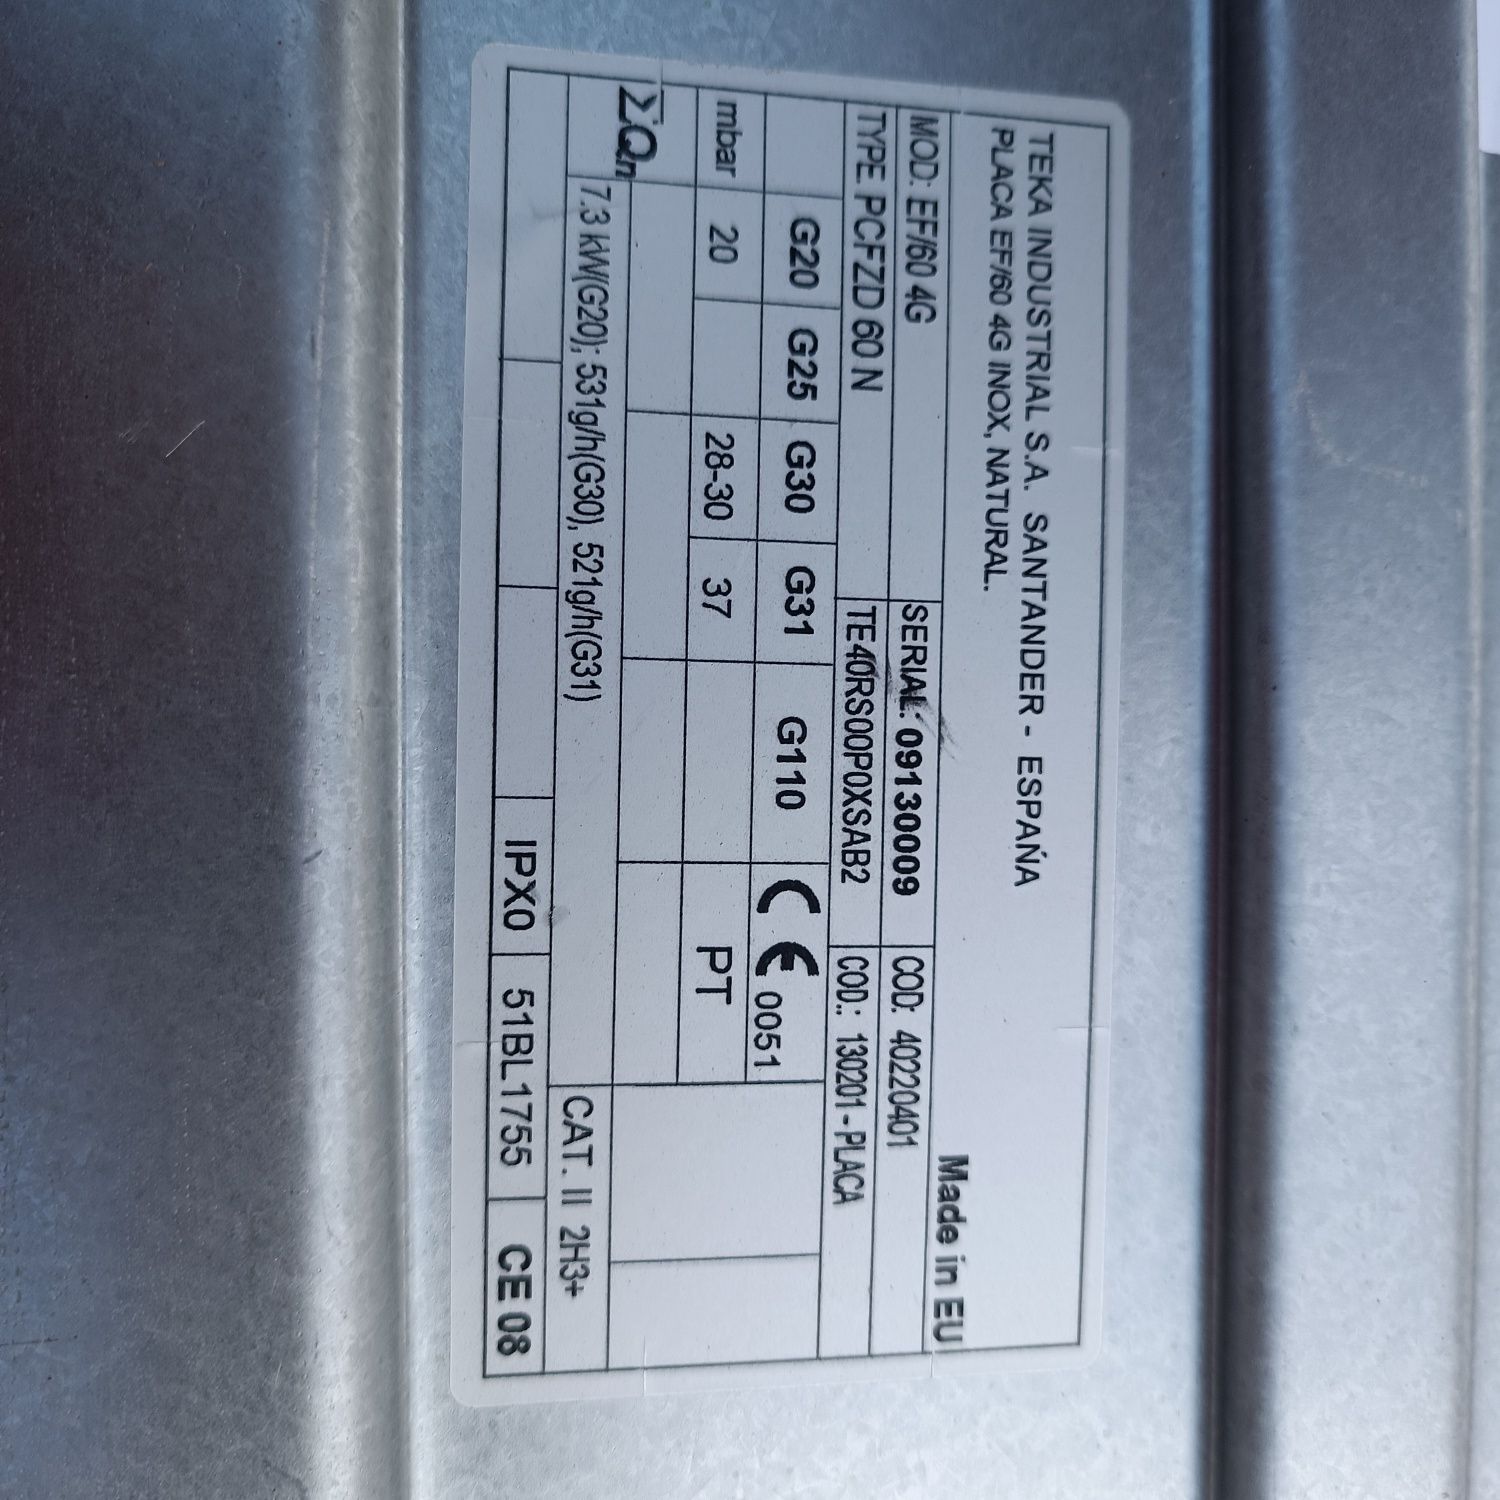 TEKA INDUSTRIAL S.A. SANTANDER - ESPAŃA
PLACA EF/60 4G INOX, NATURAL.
Made in EU
MOD: EF/60 4G SERIAL: 09130009 COD: 40220401
TYPE PCFZD 60 N TE40RS00P0XSAB2 COD.: 130201 - PLACA
G20 G25 G30 G31 G110 CE 0051
mbar 20 28-30 37 PT
ΣQn 7.3 kW(G20); 531g/h(G30), 521g/h(G31) CAT. II 2H3+
IPX0 51BL1755 CE 08